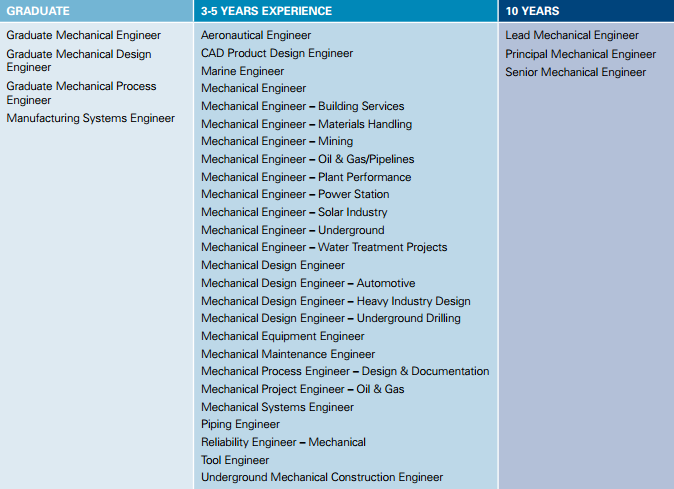 GRADUATE
Graduate Mechanical Engineer
Graduate Mechanical Design
Engineer
Graduate Mechanical Process
Engineer
Manufacturing Systems Engineer
3-5 YEARS EXPERIENCE
Aeronautical Engineer
CAD Product Design Engineer
Marine Engineer
Mechanical Engineer
Mechanical Engineer – Building Services
Mechanical Engineer – Materials Handling
Mechanical Engineer – Mining
Mechanical Engineer – Oil & Gas/Pipelines
Mechanical Engineer – Plant Performance
Mechanical Engineer – Power Station
Mechanical Engineer – Solar Industry
Mechanical Engineer – Underground
Mechanical Engineer – Water Treatment Projects
Mechanical Design Engineer
Mechanical Design Engineer – Automotive
Mechanical Design Engineer – Heavy Industry Design
Mechanical Design Engineer – Underground Drilling
Mechanical Equipment Engineer
Mechanical Maintenance Engineer
Mechanical Process Engineer – Design & Documentation
Mechanical Project Engineer – Oil & Gas
Mechanical Systems Engineer
Piping Engineer
Reliability Engineer – Mechanical
Tool Engineer
Underground Mechanical Construction Engineer
10 YEARS
Lead Mechanical Engineer
Principal Mechanical Engineer
Senior Mechanical Engineer